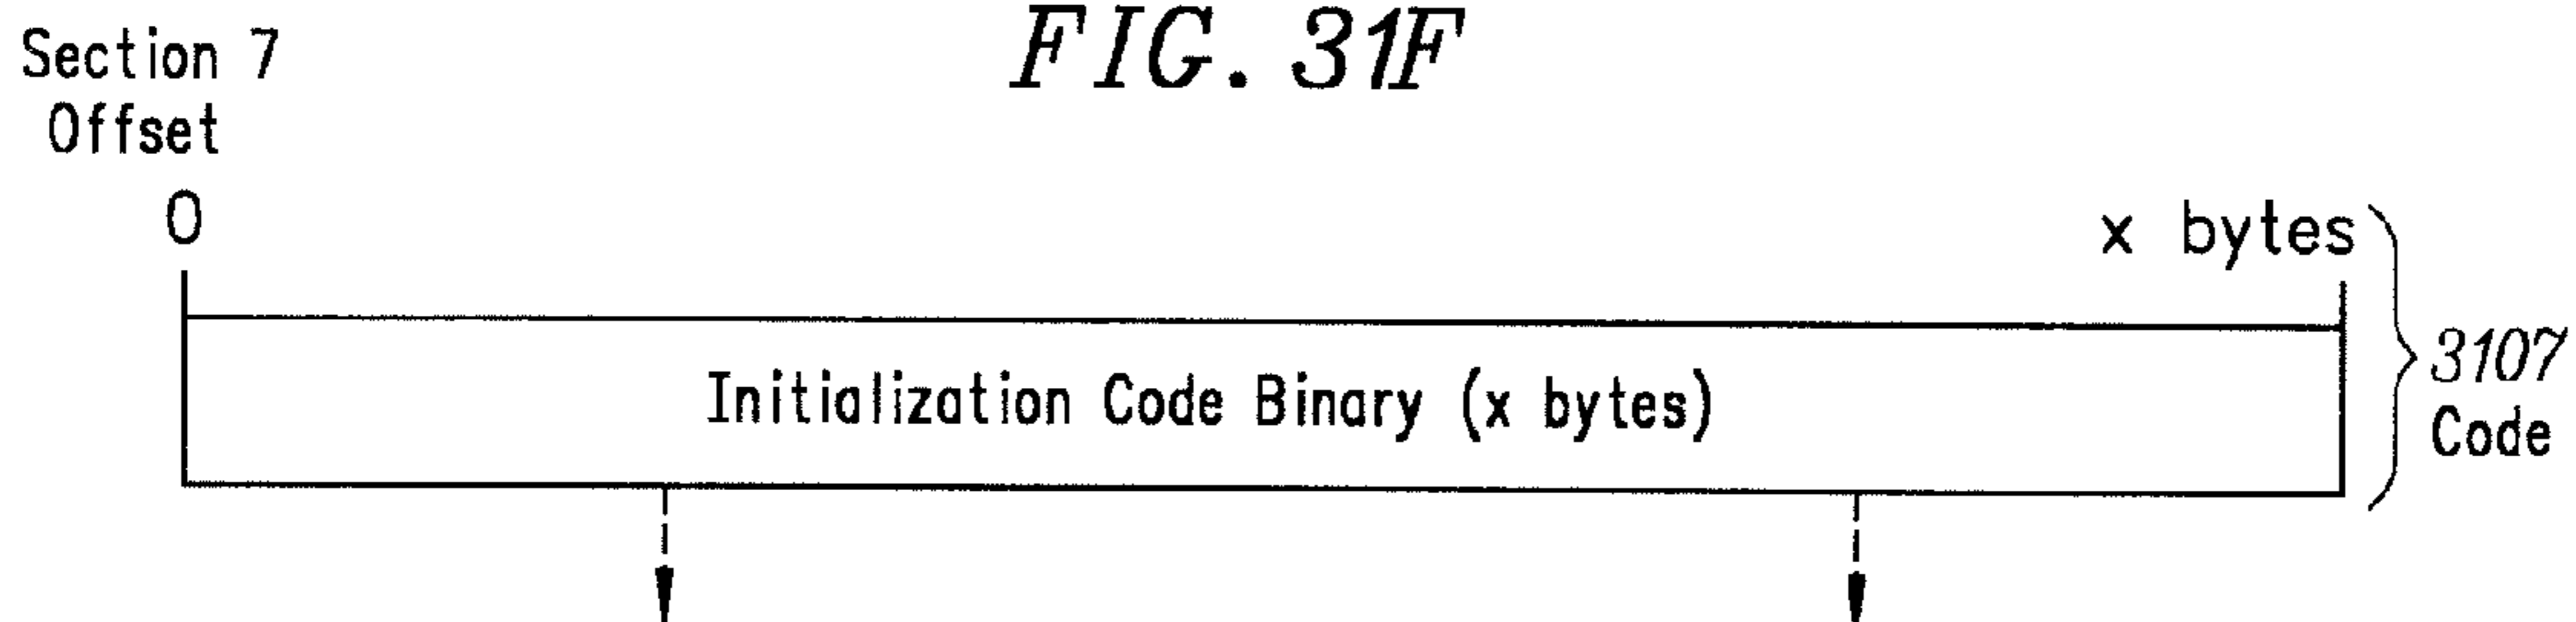 FIG. 31F
Section 7
Offset
0
x bytes
Initialization Code Binary (x bytes)
3107
Code